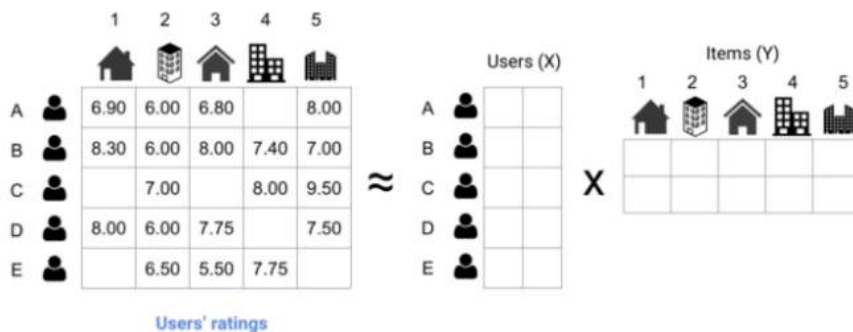 1 2 3 4 5
Users (X)
Items (Y)
1 2 3 4 5
A 6.90 6.00 6.80 8.00
B 8.30 6.00 8.00 7.40 7.00
C 7.00 8.00 9.50
D 8.00 6.00 7.75 7.50
E 6.50 5.50 7.75
≈
A
B
C
D
E
X
Users' ratings